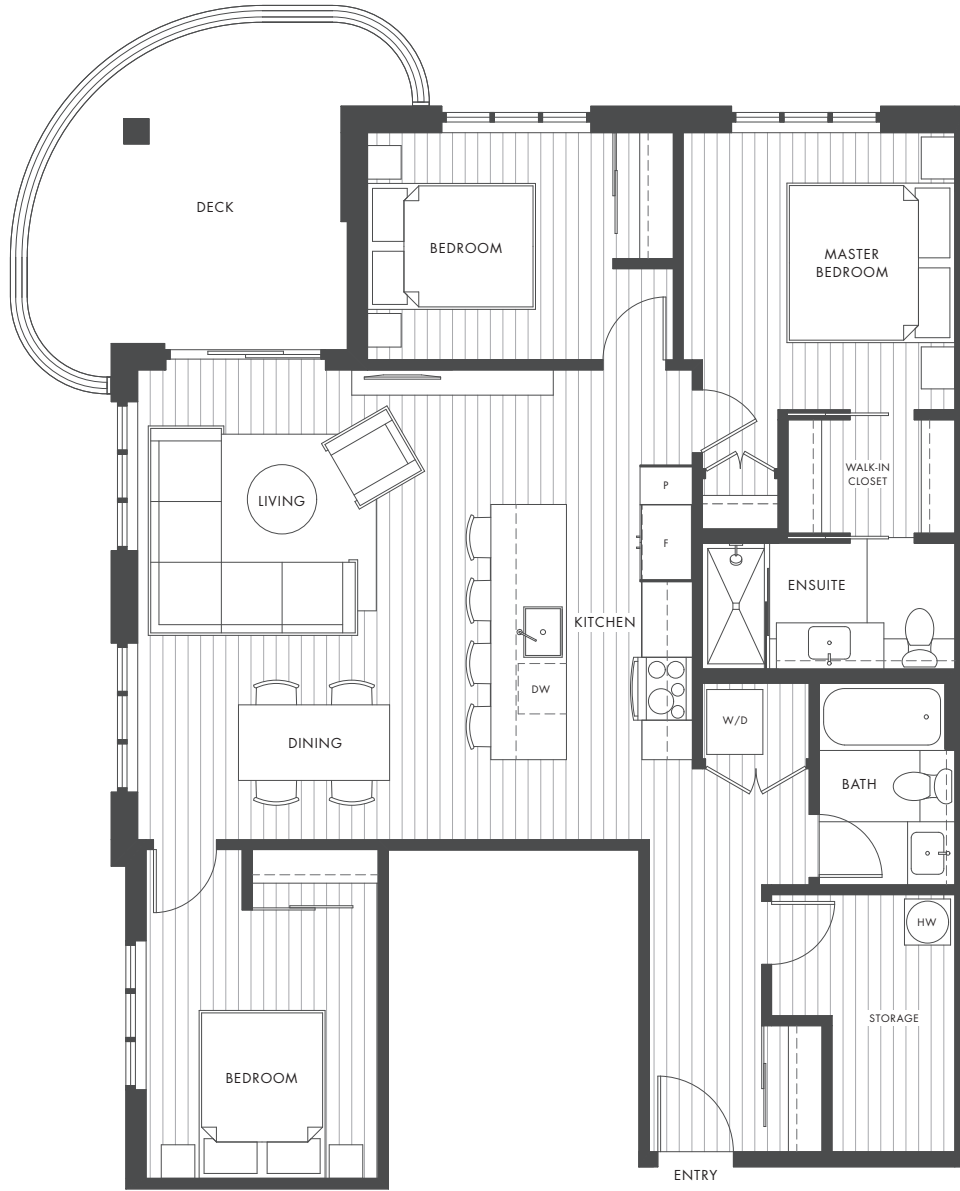 DECK
BEDROOM
MASTER
BEDROOM
LIVING
P
WALK-IN
CLOSET
F
ENSUITE
KITCHEN
DW
DINING
W/D
BATH
HW
STORAGE
BEDROOM
ENTRY